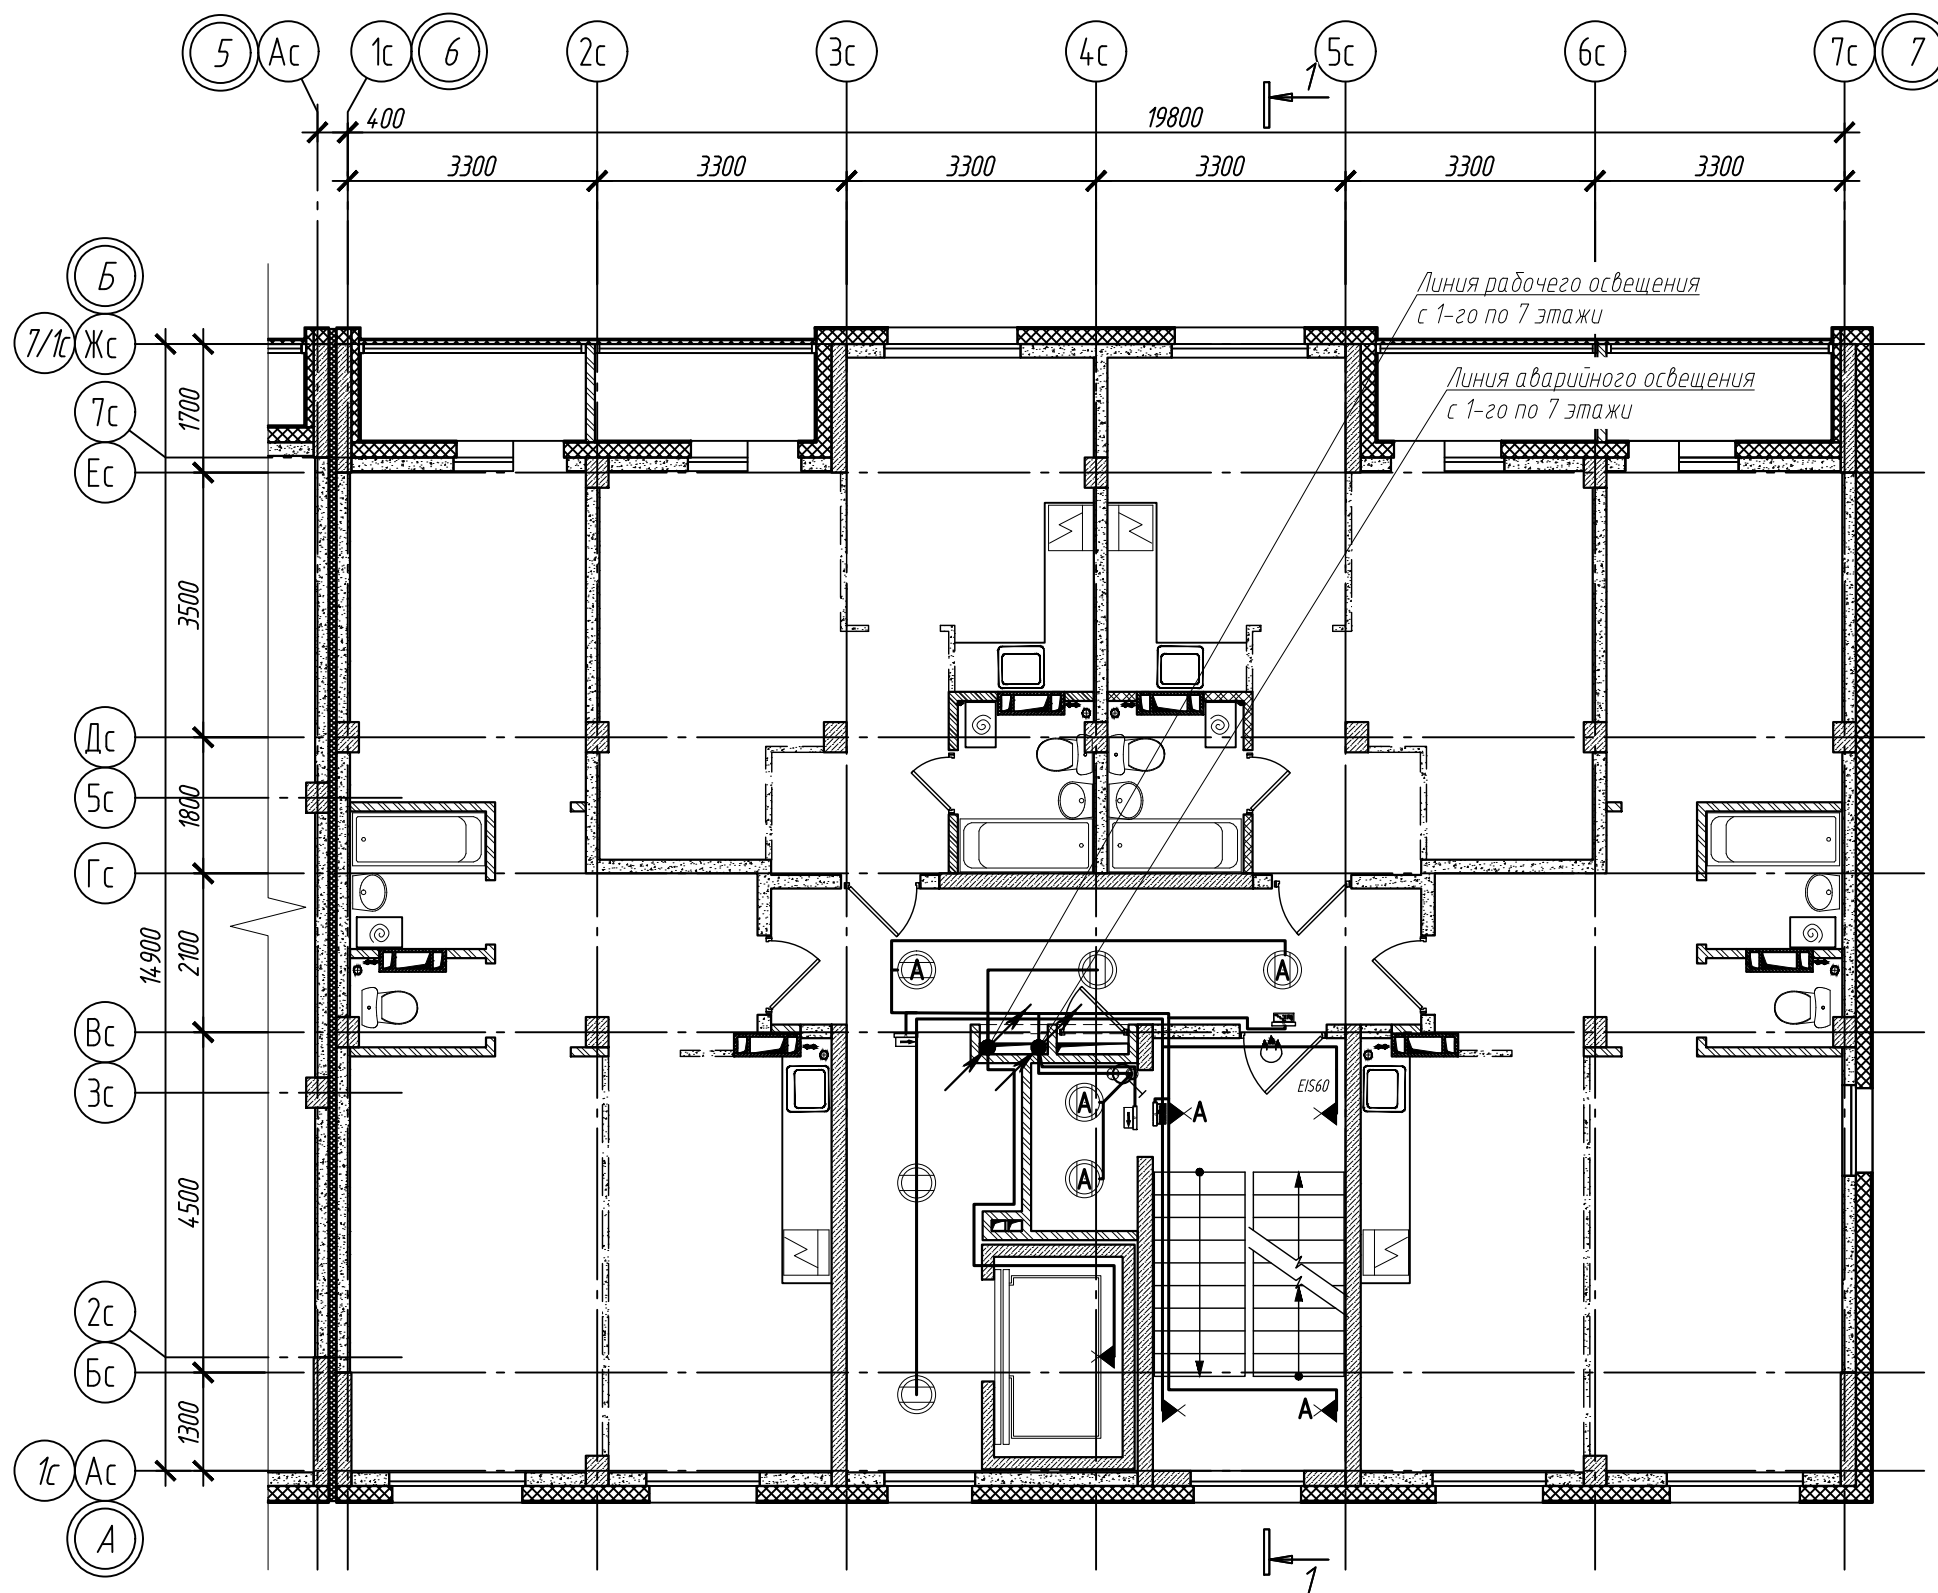 5 Ас 1с 6 2с 3с 4с 5с 6с 7с 7
1 
400 19800
3300 3300 3300 3300 3300 3300
Б
Линия рабочего освещения
с 1-го по 7 этажи
7/1с Жс
Линия аварийного освещения
с 1-го по 7 этажи
1700
7с
Ес
3500
Дс
5с
1800
Гс
14900
2100
А А
Вс
3с
EIS60
А А
А
4500
2с
Бс
1300
А
1с Ас
А
1